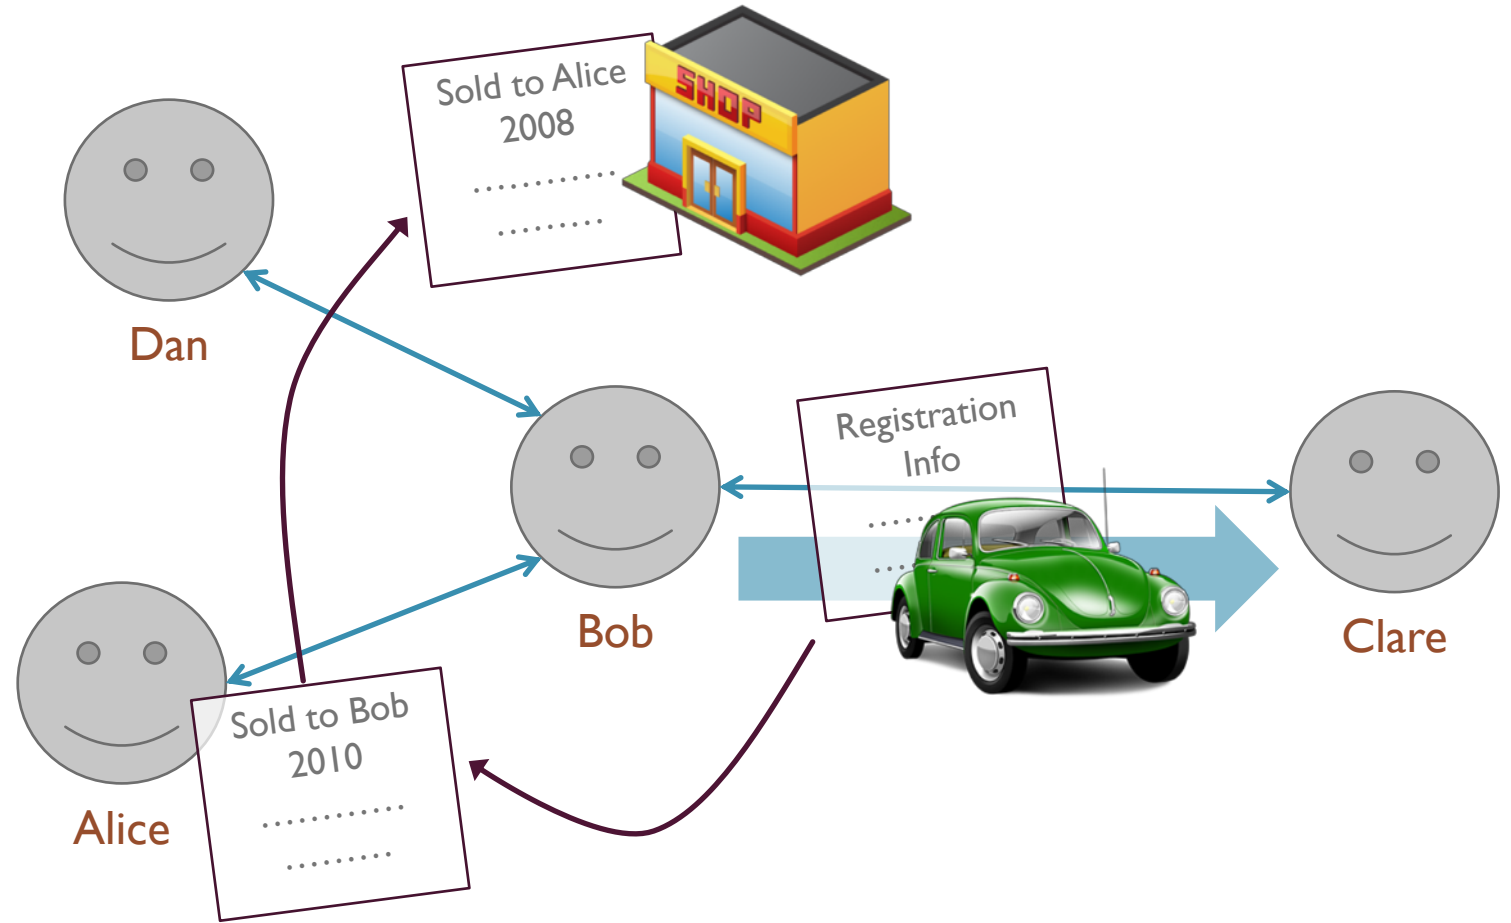 Sold to Alice
2008
............
.........
SHOP
Dan
Registration
Info
.....
....
Bob
Clare
Sold to Bob
2010
............
.........
Alice